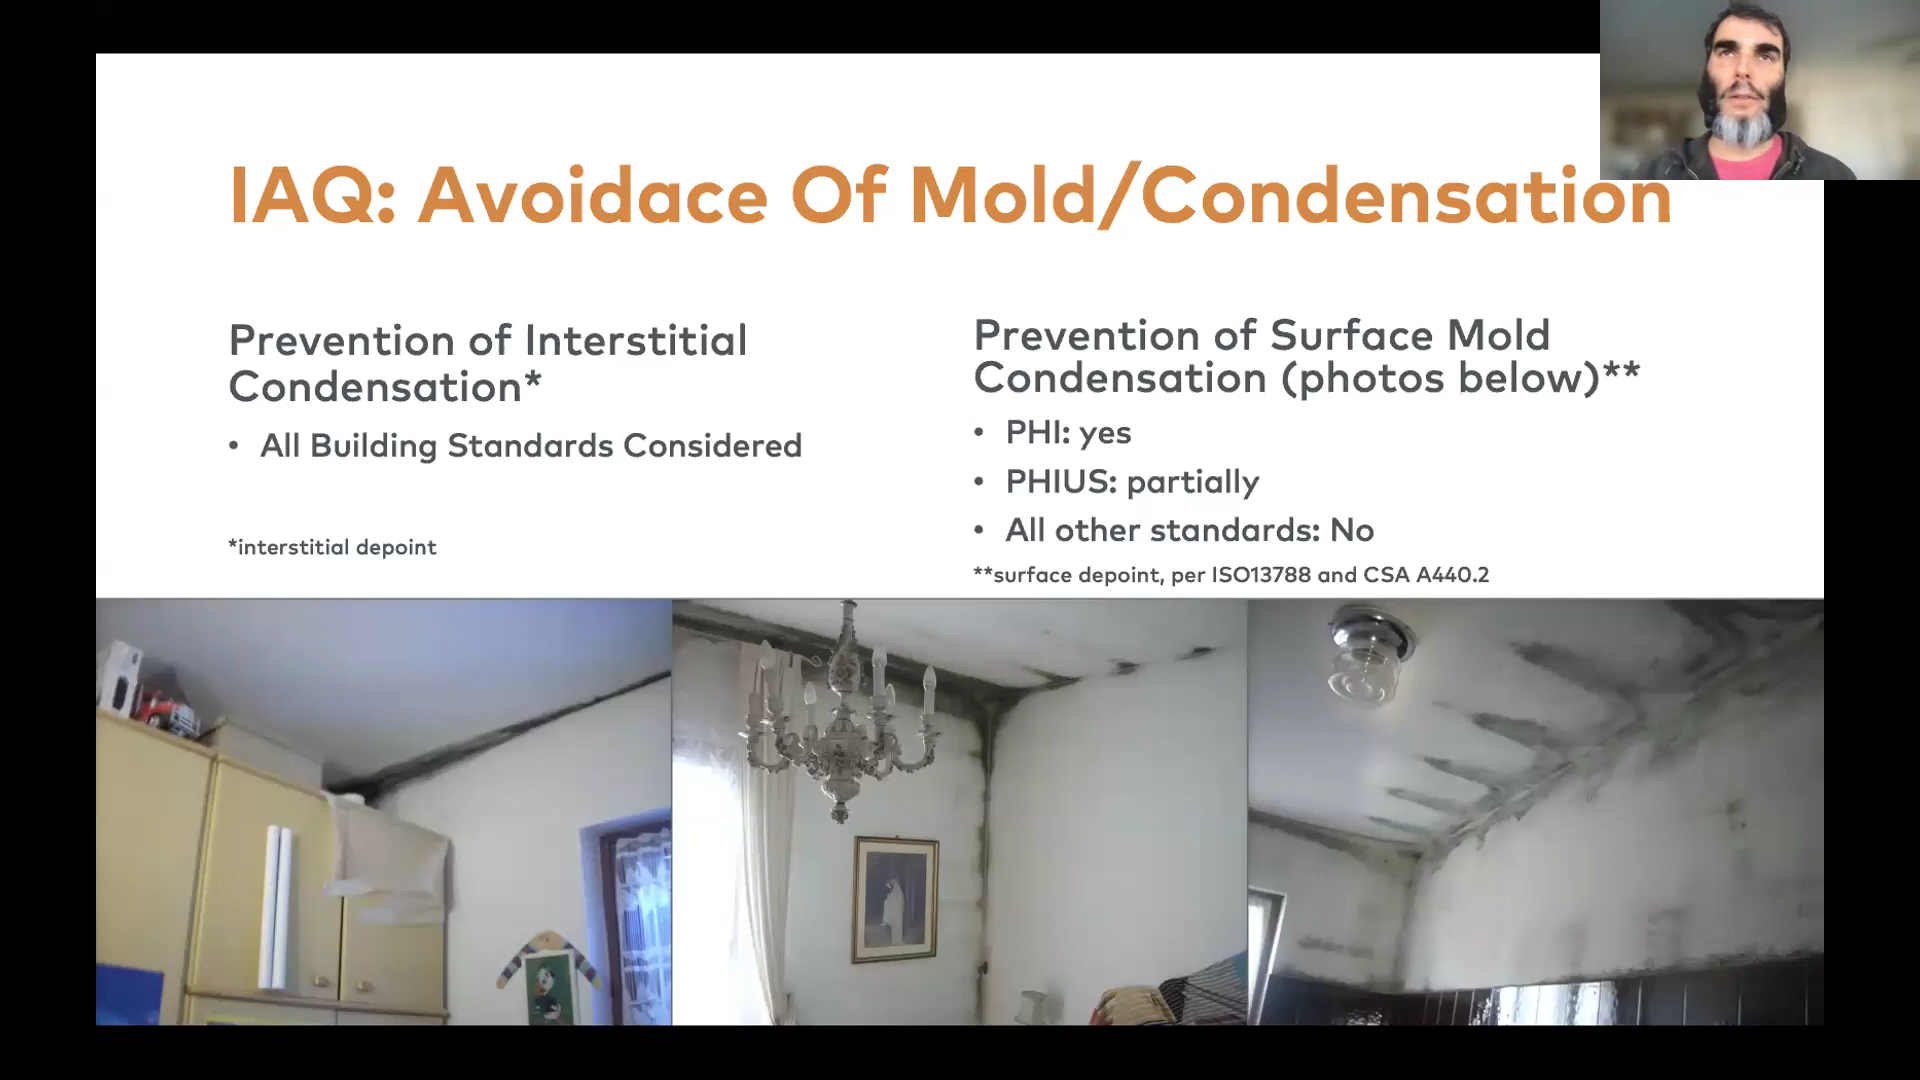 IAQ: Avoidace Of Mold/Condensation
Prevention of Interstitial
Condensation*
• All Building Standards Considered
*interstitial depoint
Prevention of Surface Mold
Condensation (photos below)**
• PHI: yes
• PHIUS: partially
• All other standards: No
**surface depoint, per ISO13788 and CSA A440.2